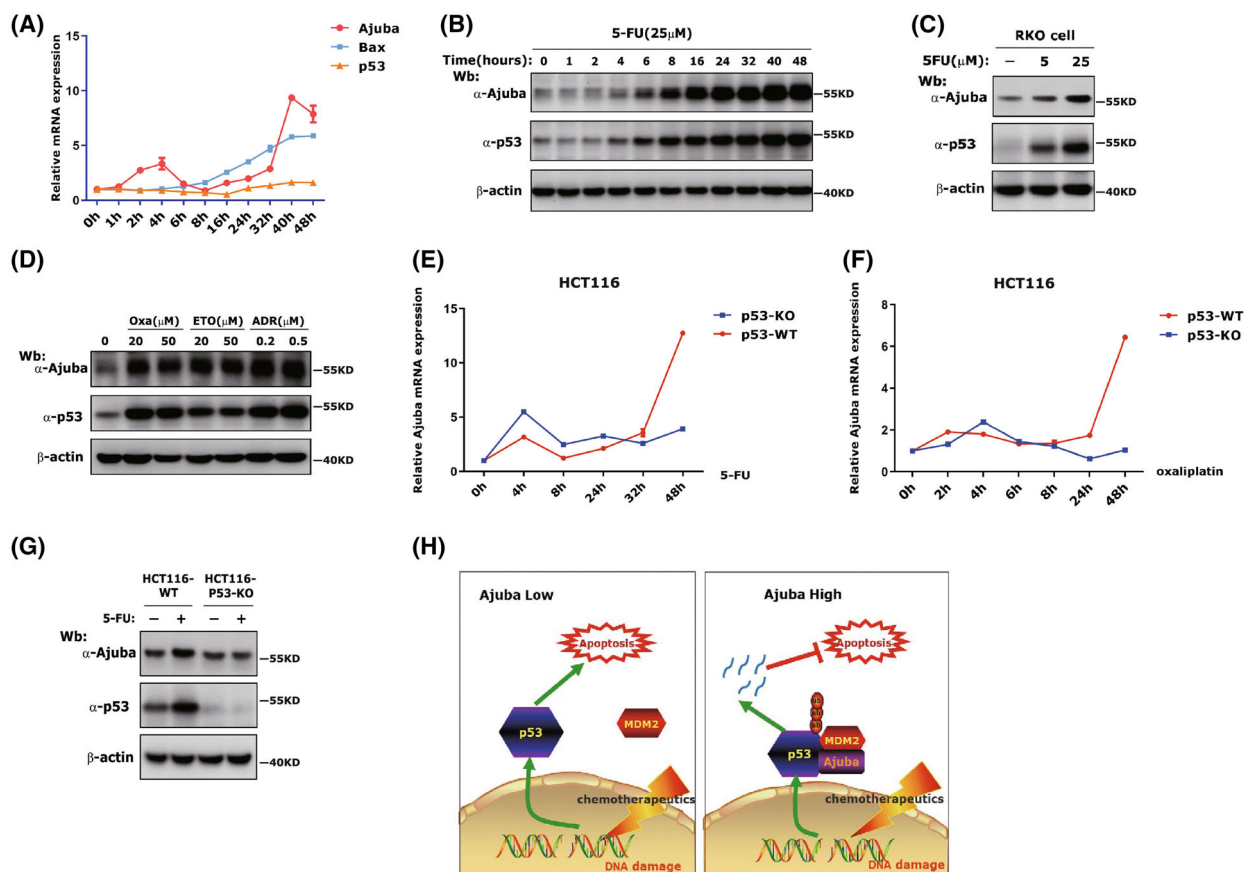 (A)
Ajuba
Bax
p53
Relative mRNA expression
15
10
5
0
0h 1h 2h 4h 6h 8h 16h 24h 32h 40h 48h
(B)
5-FU(25μM)
Time(hours): 0 1 2 4 6 8 16 24 32 40 48
Wb:
α-Ajuba —55KD
α-p53 —55KD
β-actin —40KD
(C)
RKO cell
5FU(μM): – 5 25
Wb:
α-Ajuba —55KD
α-p53 —55KD
β-actin —40KD
(D)
Oxa(μM) ETO(μM) ADR(μM)
0 20 50 20 50 0.2 0.5
Wb:
α-Ajuba —55KD
α-p53 —55KD
β-actin —40KD
(E)
HCT116
p53-KO
p53-WT
Relative Ajuba mRNA expression
15
10
5
0
0h 4h 8h 24h 32h 48h
5-FU
(F)
HCT116
p53-WT
p53-KO
Relative Ajuba mRNA expression
8
6
4
2
0
0h 2h 4h 6h 8h 24h 48h
oxaliplatin
(G)
HCT116- HCT116-
WT P53-KO
5-FU: – + – +
Wb:
α-Ajuba —55KD
α-p53 —55KD
β-actin —40KD
(H)
Ajuba Low
Apoptosis
p53
MDM2
chemotherapeutics
DNA damage
Ajuba High
Apoptosis
ub
ub
ub
p53
MDM2
Ajuba
chemotherapeutics
DNA damage